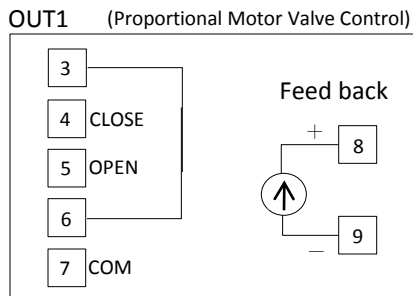 OUT1 (Proportional Motor Valve Control)
3
4 CLOSE
5 OPEN
6
7 COM
Feed back
+ 8
− 9